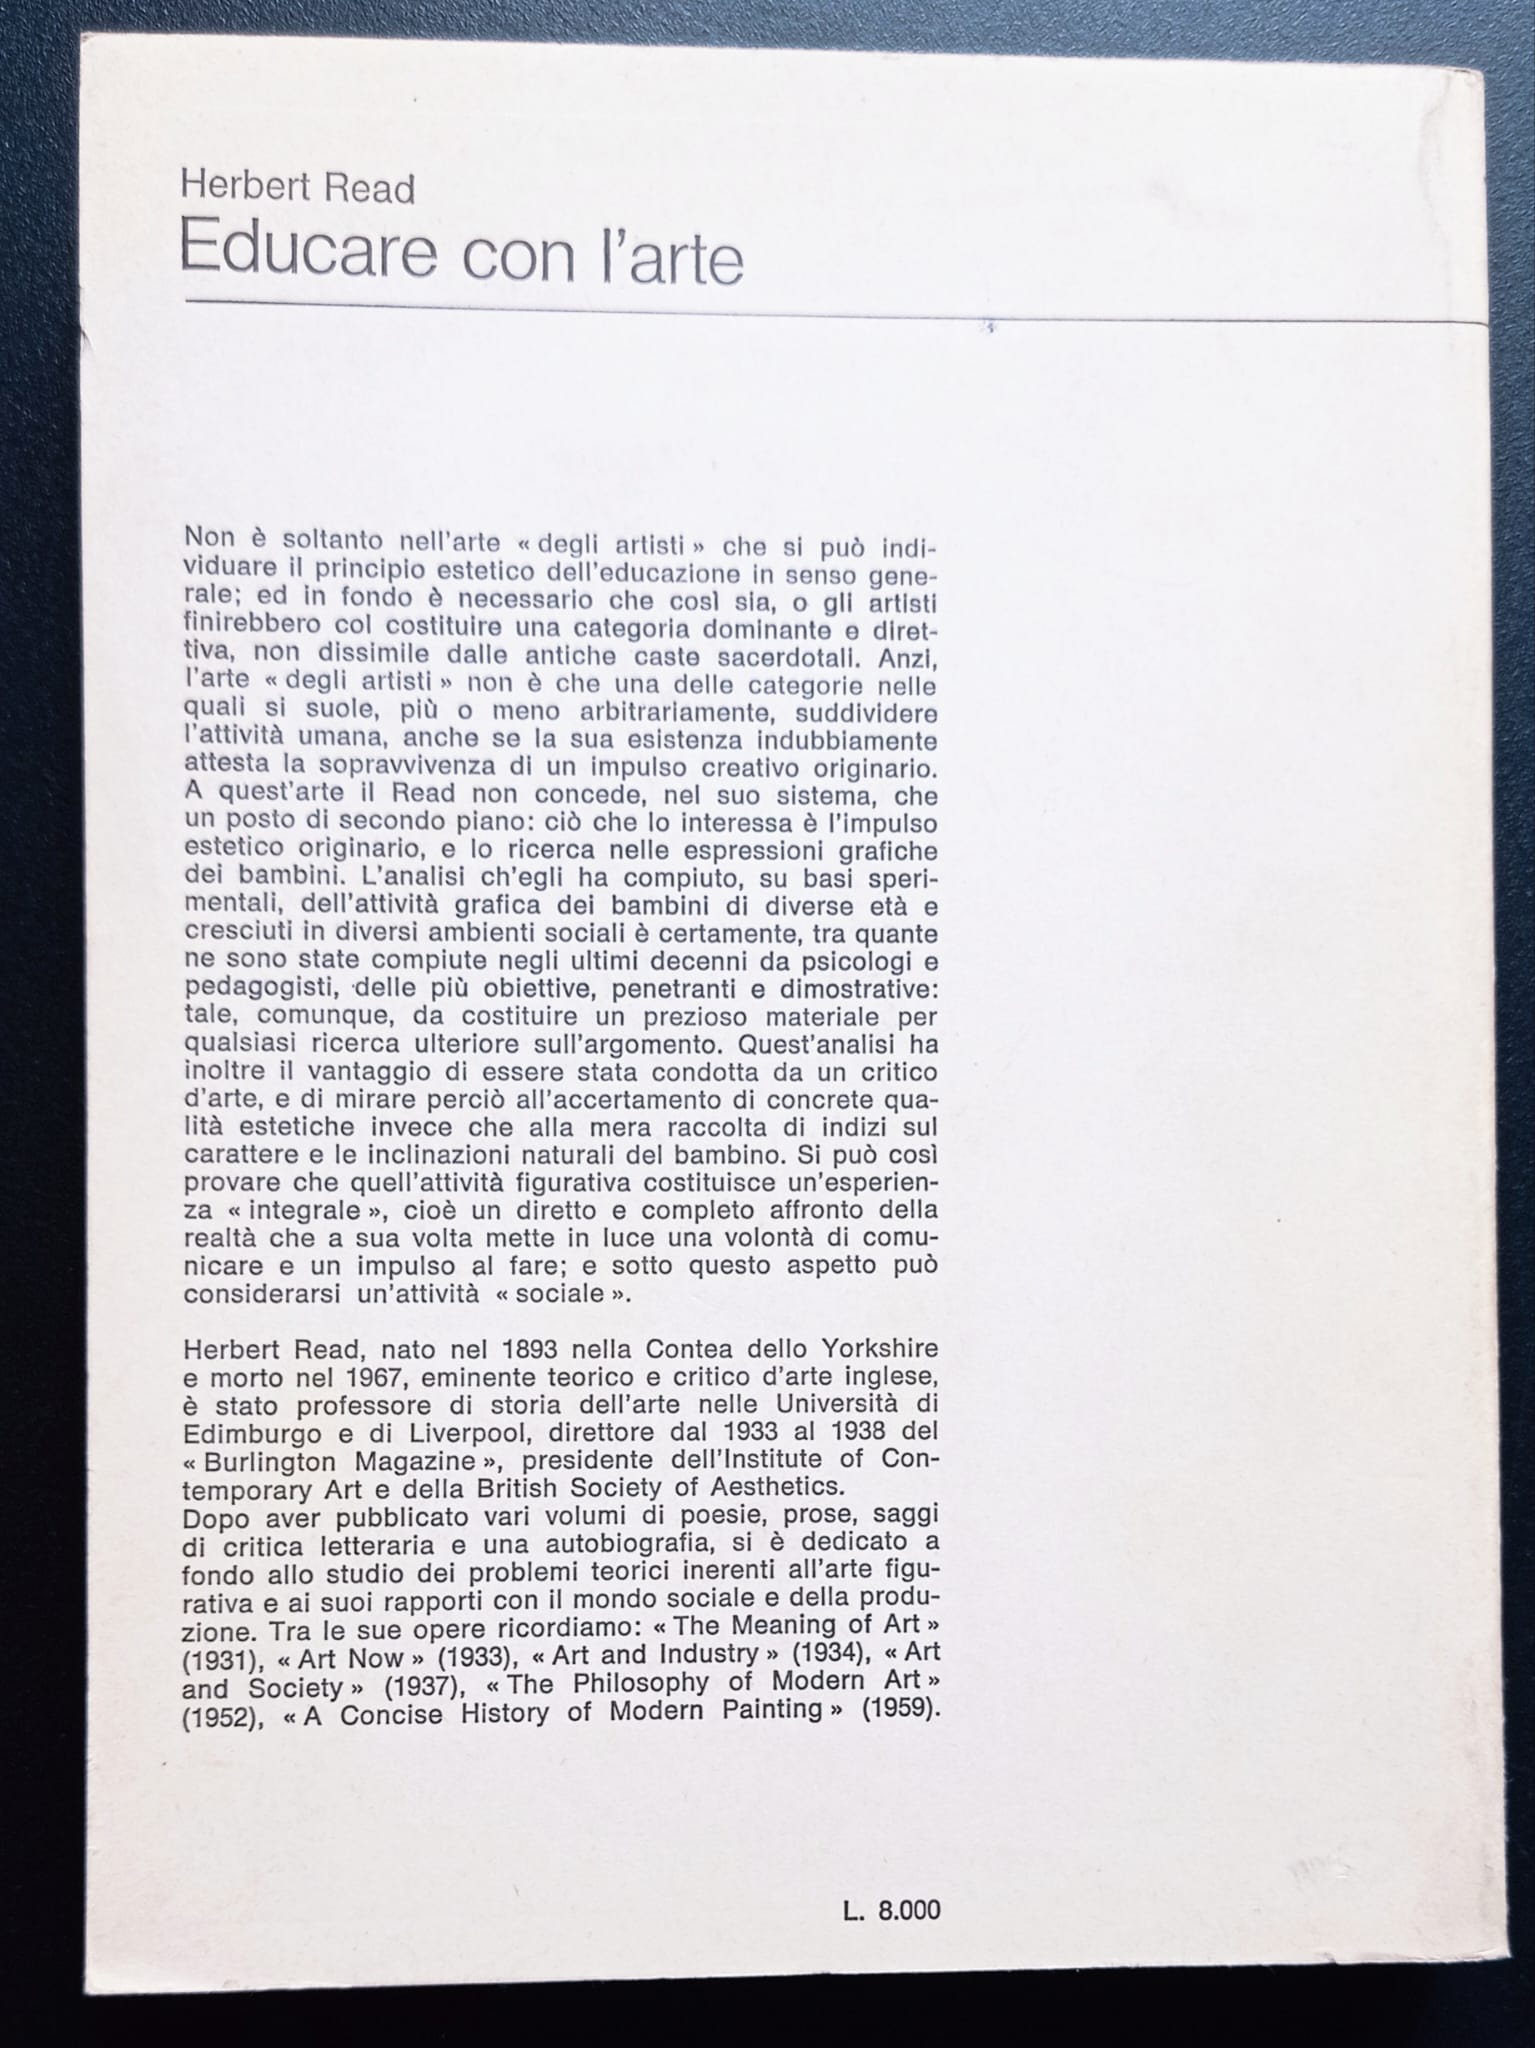 Herbert Read
Educare con l'arte
Non è soltanto nell'arte « degli artisti » che si può indi-
viduare il principio estetico dell'educazione in senso gene-
rale; ed in fondo è necessario che così sia, o gli artisti
finirebbero col costituire una categoria dominante e diret-
tiva, non dissimile dalle antiche caste sacerdotali. Anzi,
l'arte « degli artisti » non è che una delle categorie nelle
quali si suole, più o meno arbitrariamente, suddividere
l'attività umana, anche se la sua esistenza indubbiamente
attesta la sopravvivenza di un impulso creativo originario.
A quest'arte il Read non concede, nel suo sistema, che
un posto di secondo piano: ciò che lo interessa è l'impulso
estetico originario, e lo ricerca nelle espressioni grafiche
dei bambini. L'analisi ch'egli ha compiuto, su basi speri-
mentali, dell'attività grafica dei bambini di diverse età e
cresciuti in diversi ambienti sociali è certamente, tra quante
ne sono state compiute negli ultimi decenni da psicologi e
pedagogisti, delle più obiettive, penetranti e dimostrative:
tale, comunque, da costituire un prezioso materiale per
qualsiasi ricerca ulteriore sull'argomento. Quest'analisi ha
inoltre il vantaggio di essere stata condotta da un critico
d'arte, e di mirare perciò all'accertamento di concrete qua-
lità estetiche invece che alla mera raccolta di indizi sul
carattere e le inclinazioni naturali del bambino. Si può così
provare che quell'attività figurativa costituisce un'esperien-
za « integrale », cioè un diretto e completo affronto della
realtà che a sua volta mette in luce una volontà di comu-
nicare e un impulso al fare; e sotto questo aspetto può
considerarsi un'attività « sociale ».
Herbert Read, nato nel 1893 nella Contea dello Yorkshire
e morto nel 1967, eminente teorico e critico d'arte inglese,
è stato professore di storia dell'arte nelle Università di
Edimburgo e di Liverpool, direttore dal 1933 al 1938 del
« Burlington Magazine », presidente dell'Institute of Con-
temporary Art e della British Society of Aesthetics.
Dopo aver pubblicato vari volumi di poesie, prose, saggi
di critica letteraria e una autobiografia, si è dedicato a
fondo allo studio dei problemi teorici inerenti all'arte figu-
rativa e ai suoi rapporti con il mondo sociale e della produ-
zione. Tra le sue opere ricordiamo: « The Meaning of Art »
(1931), « Art Now » (1933), « Art and Industry » (1934), « Art
and Society » (1937), « The Philosophy of Modern Art »
(1952), « A Concise History of Modern Painting » (1959).
L. 8.000